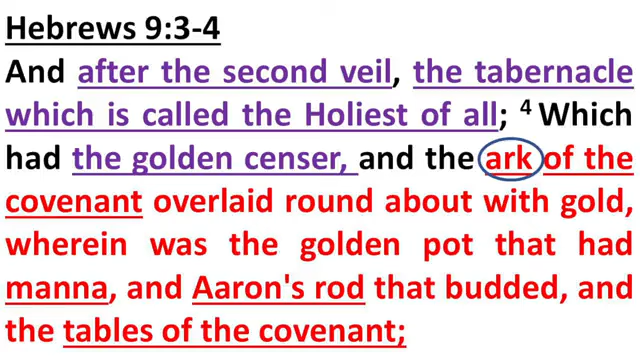 Hebrews 9:3-4
And after the second veil, the tabernacle
which is called the Holiest of all; 4 Which
had the golden censer, and the ark of the
covenant overlaid round about with gold,
wherein was the golden pot that had
manna, and Aaron's rod that budded, and
the tables of the covenant;